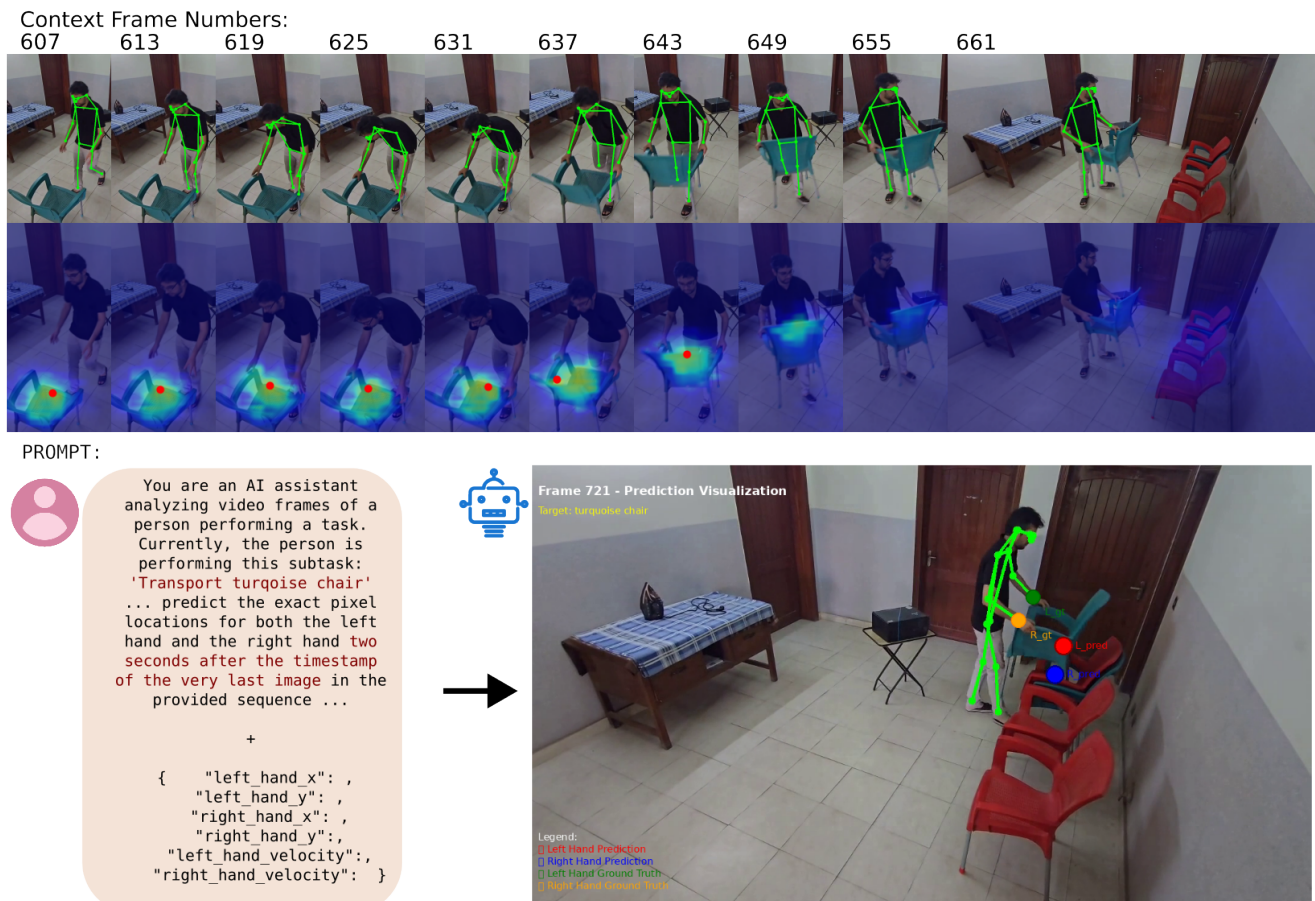 Context Frame Numbers:
607 613 619 625 631 637 643 649 655 661
PROMPT:
You are an AI assistant
analyzing video frames of a
person performing a task.
Currently, the person is
performing this subtask:
'Transport turqoise chair'
... predict the exact pixel
locations for both the left
hand and the right hand two
seconds after the timestamp
of the very last image in the
provided sequence ...
+
{ "left_hand_x": ,
"left_hand_y": ,
"right_hand_x": ,
"right_hand_y":,
"left_hand_velocity":,
"right_hand_velocity": }
Frame 721 - Prediction Visualization
Target: turquoise chair
R_gt
L_pred
Legend:
Left Hand Prediction
Right Hand Prediction
Left Hand Ground Truth
Right Hand Ground Truth